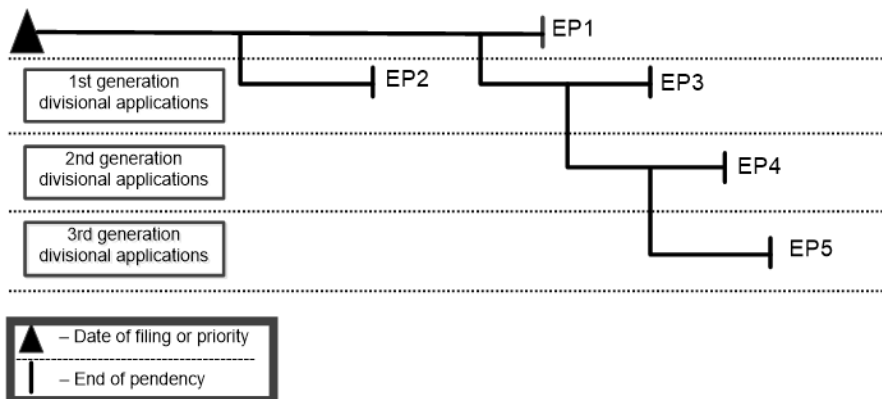 EP1
1st generation
divisional applications
EP2
EP3
2nd generation
divisional applications
EP4
3rd generation
divisional applications
EP5
– Date of filing or priority
– End of pendency